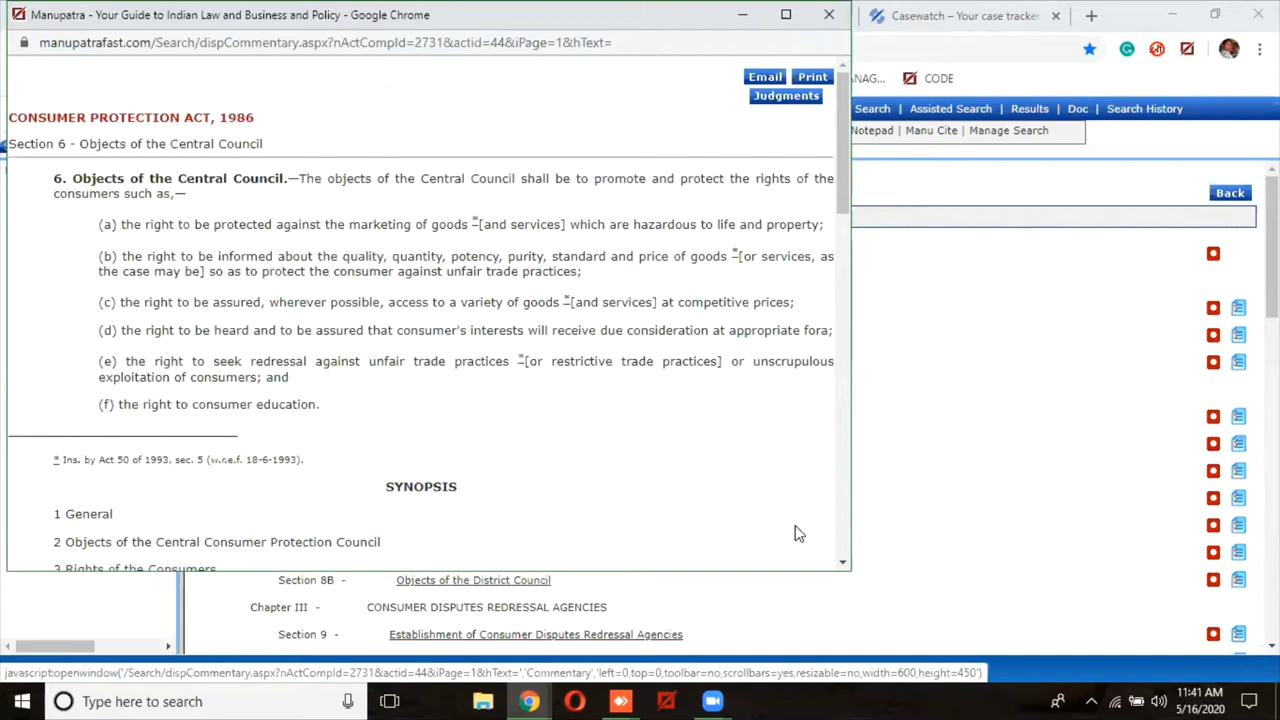 Manupatra - Your Guide to Indian Law and Business and Policy - Google Chrome
Casewatch – Your case tracker
manupatrafast.com/Search/dispCommentary.aspx?nActCompId=2731&actid=44&iPage=1&hText=
NAG... CODE
Email Print
Judgments
Search | Assisted Search | Results | Doc | Search History
Notepad | Manu Cite | Manage Search
CONSUMER PROTECTION ACT, 1986
Section 6 - Objects of the Central Council
Back
6. Objects of the Central Council.—The objects of the Central Council shall be to promote and protect the rights of the
consumers such as,—
(a) the right to be protected against the marketing of goods *[and services] which are hazardous to life and property;
(b) the right to be informed about the quality, quantity, potency, purity, standard and price of goods *[or services, as
the case may be] so as to protect the consumer against unfair trade practices;
(c) the right to be assured, wherever possible, access to a variety of goods *[and services] at competitive prices;
(d) the right to be heard and to be assured that consumer's interests will receive due consideration at appropriate fora;
(e) the right to seek redressal against unfair trade practices *[or restrictive trade practices] or unscrupulous
exploitation of consumers; and
(f) the right to consumer education.
* Ins. by Act 50 of 1993, sec. 5 (w.r.e.f. 18-6-1993).
SYNOPSIS
1 General
2 Objects of the Central Consumer Protection Council
3 Rights of the Consumers
Section 8B - Objects of the District Council
Chapter III - CONSUMER DISPUTES REDRESSAL AGENCIES
Section 9 - Establishment of Consumer Disputes Redressal Agencies
javascript:openwindow('/Search/dispCommentary.aspx?nActCompId=2731&actid=44&iPage=1&hText=','Commentary','left=0,top=0,toolbar=no,scrollbars=yes,resizable=no,width=600,height=450')
Type here to search
11:41 AM
5/16/2020